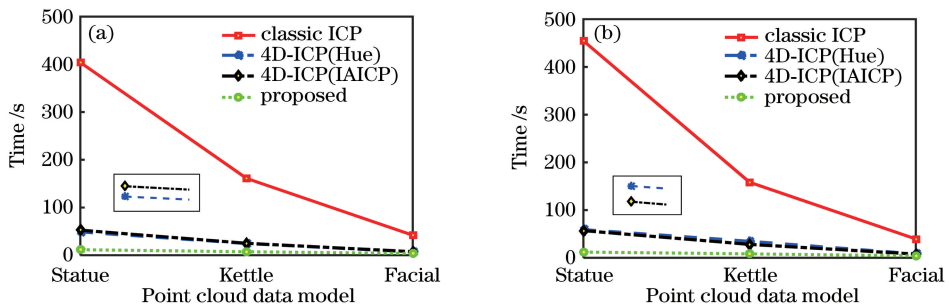 (a)
classic ICP
4D-ICP(Hue)
4D-ICP(IAICP)
proposed
500
400
300
200
100
0
Time /s
Statue Kettle Facial
Point cloud data model
(b)
classic ICP
4D-ICP(Hue)
4D-ICP(IAICP)
proposed
500
400
300
200
100
0
Time /s
Statue Kettle Facial
Point cloud data model